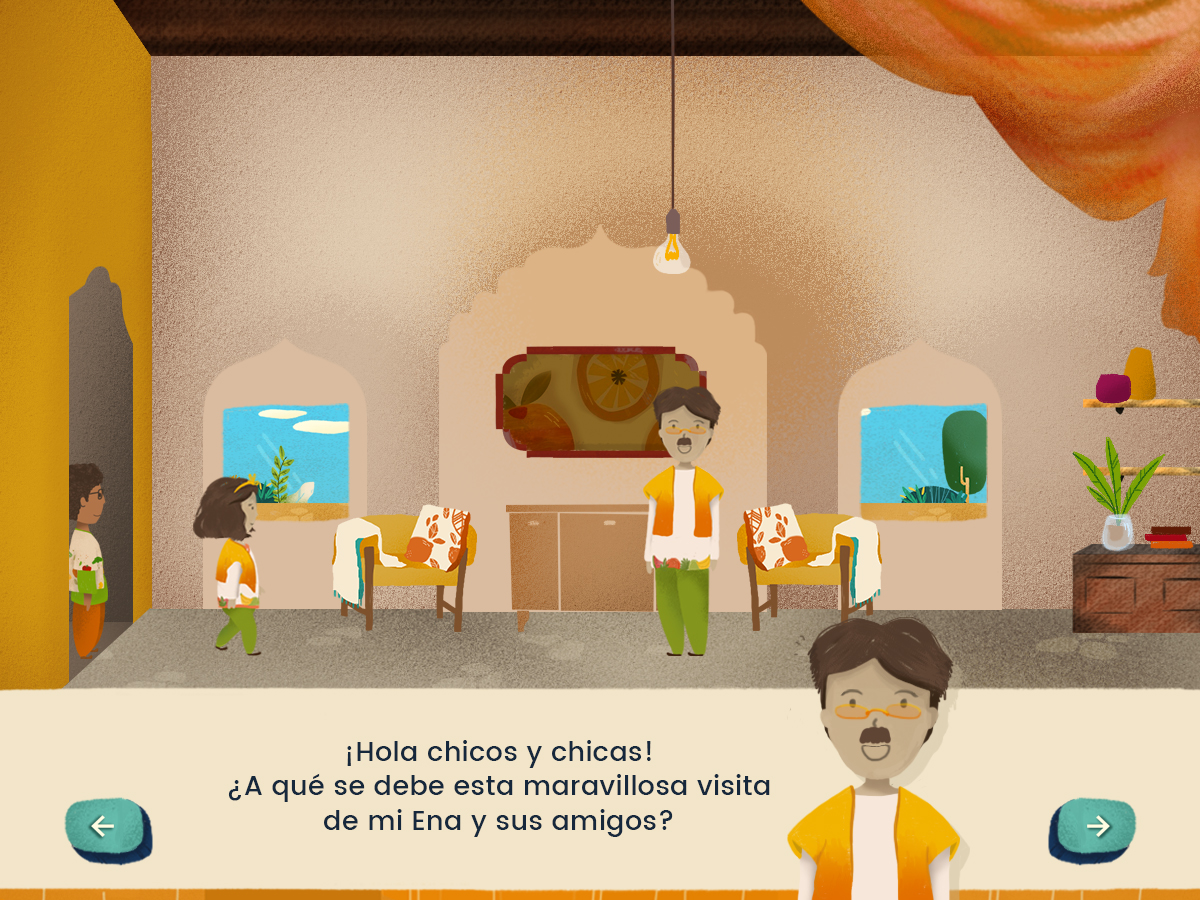 ¡Hola chicos y chicas!
¿A qué se debe esta maravillosa visita
de mi Ena y sus amigos?